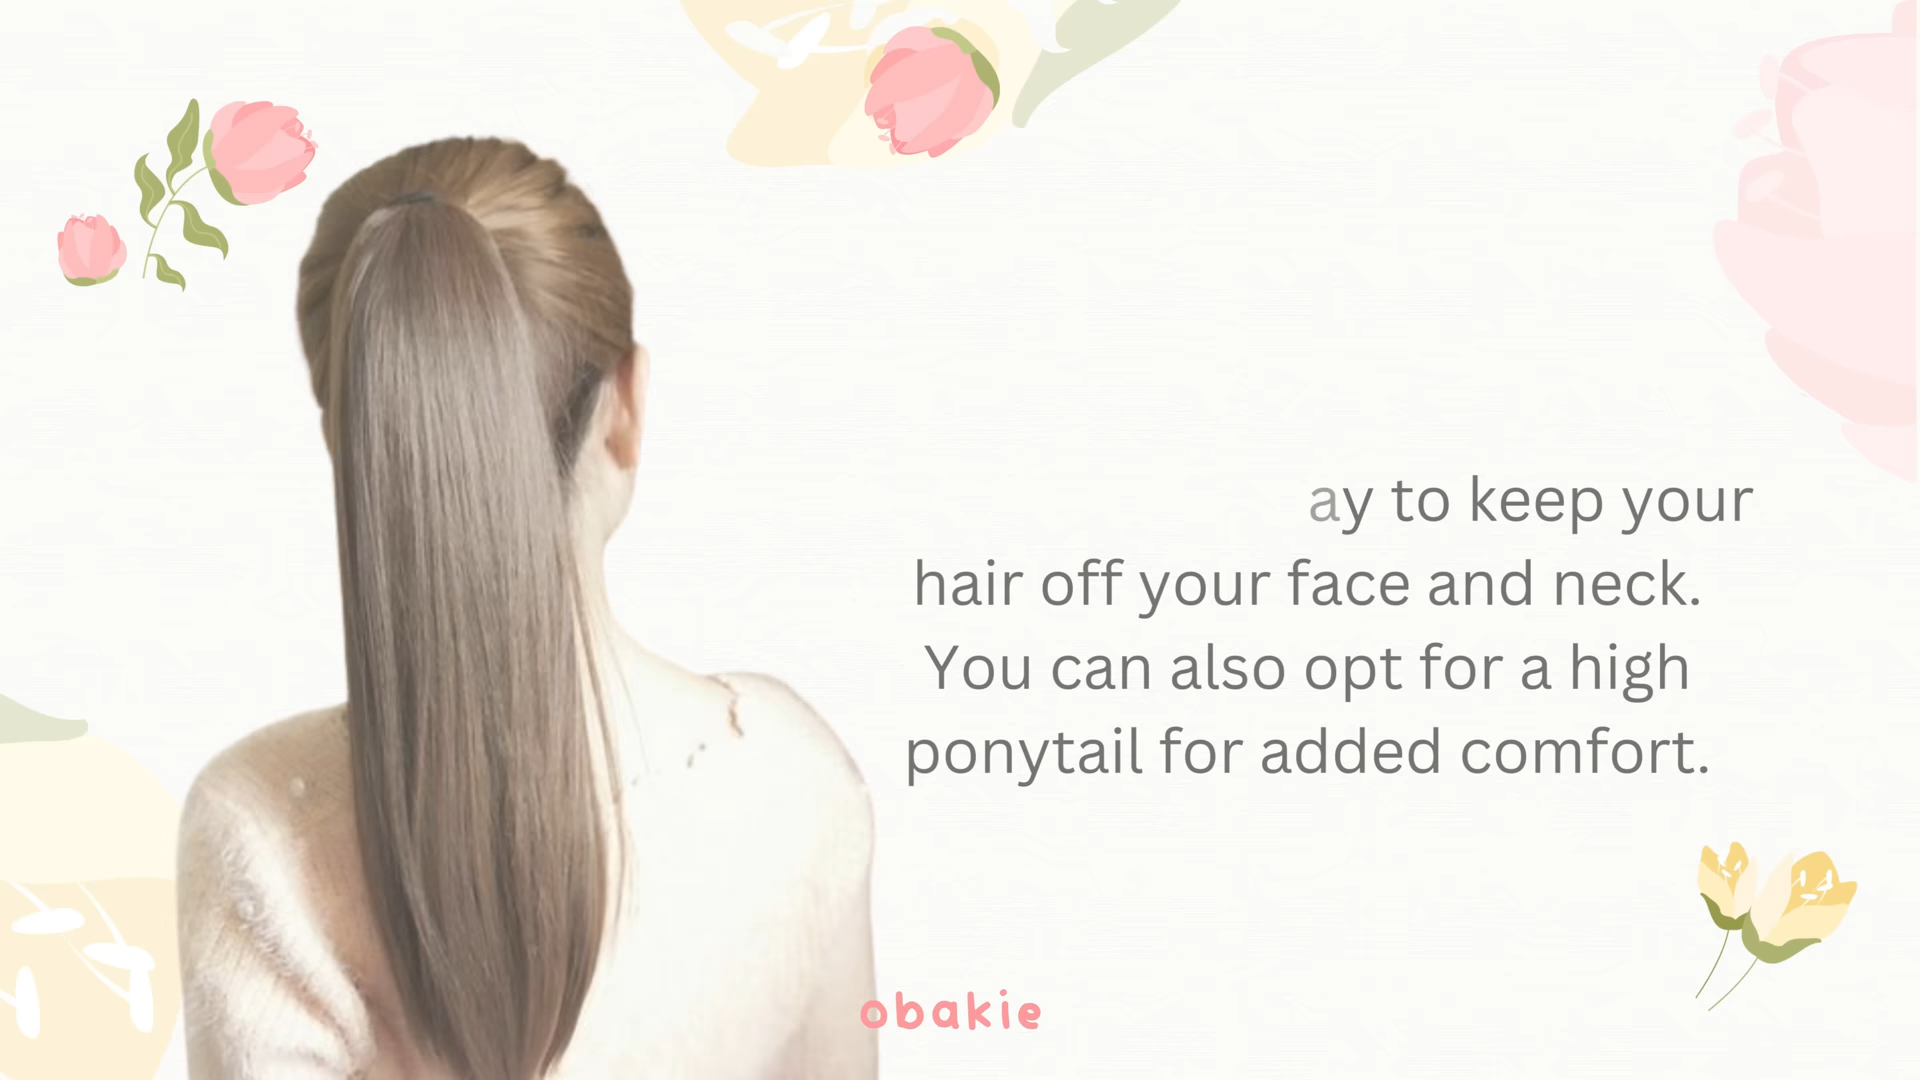 ay to keep your
hair off your face and neck.
You can also opt for a high
ponytail for added comfort.
obakie